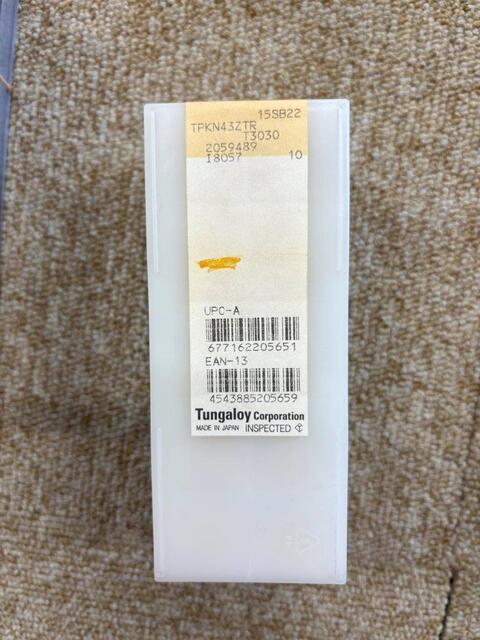 15SB22
TPKN43ZTR
T3030
2059489
I8057 10
UPC-A
677162205651
EAN-13
4543885205659
Tungaloy Corporation
MADE IN JAPAN INSPECTED